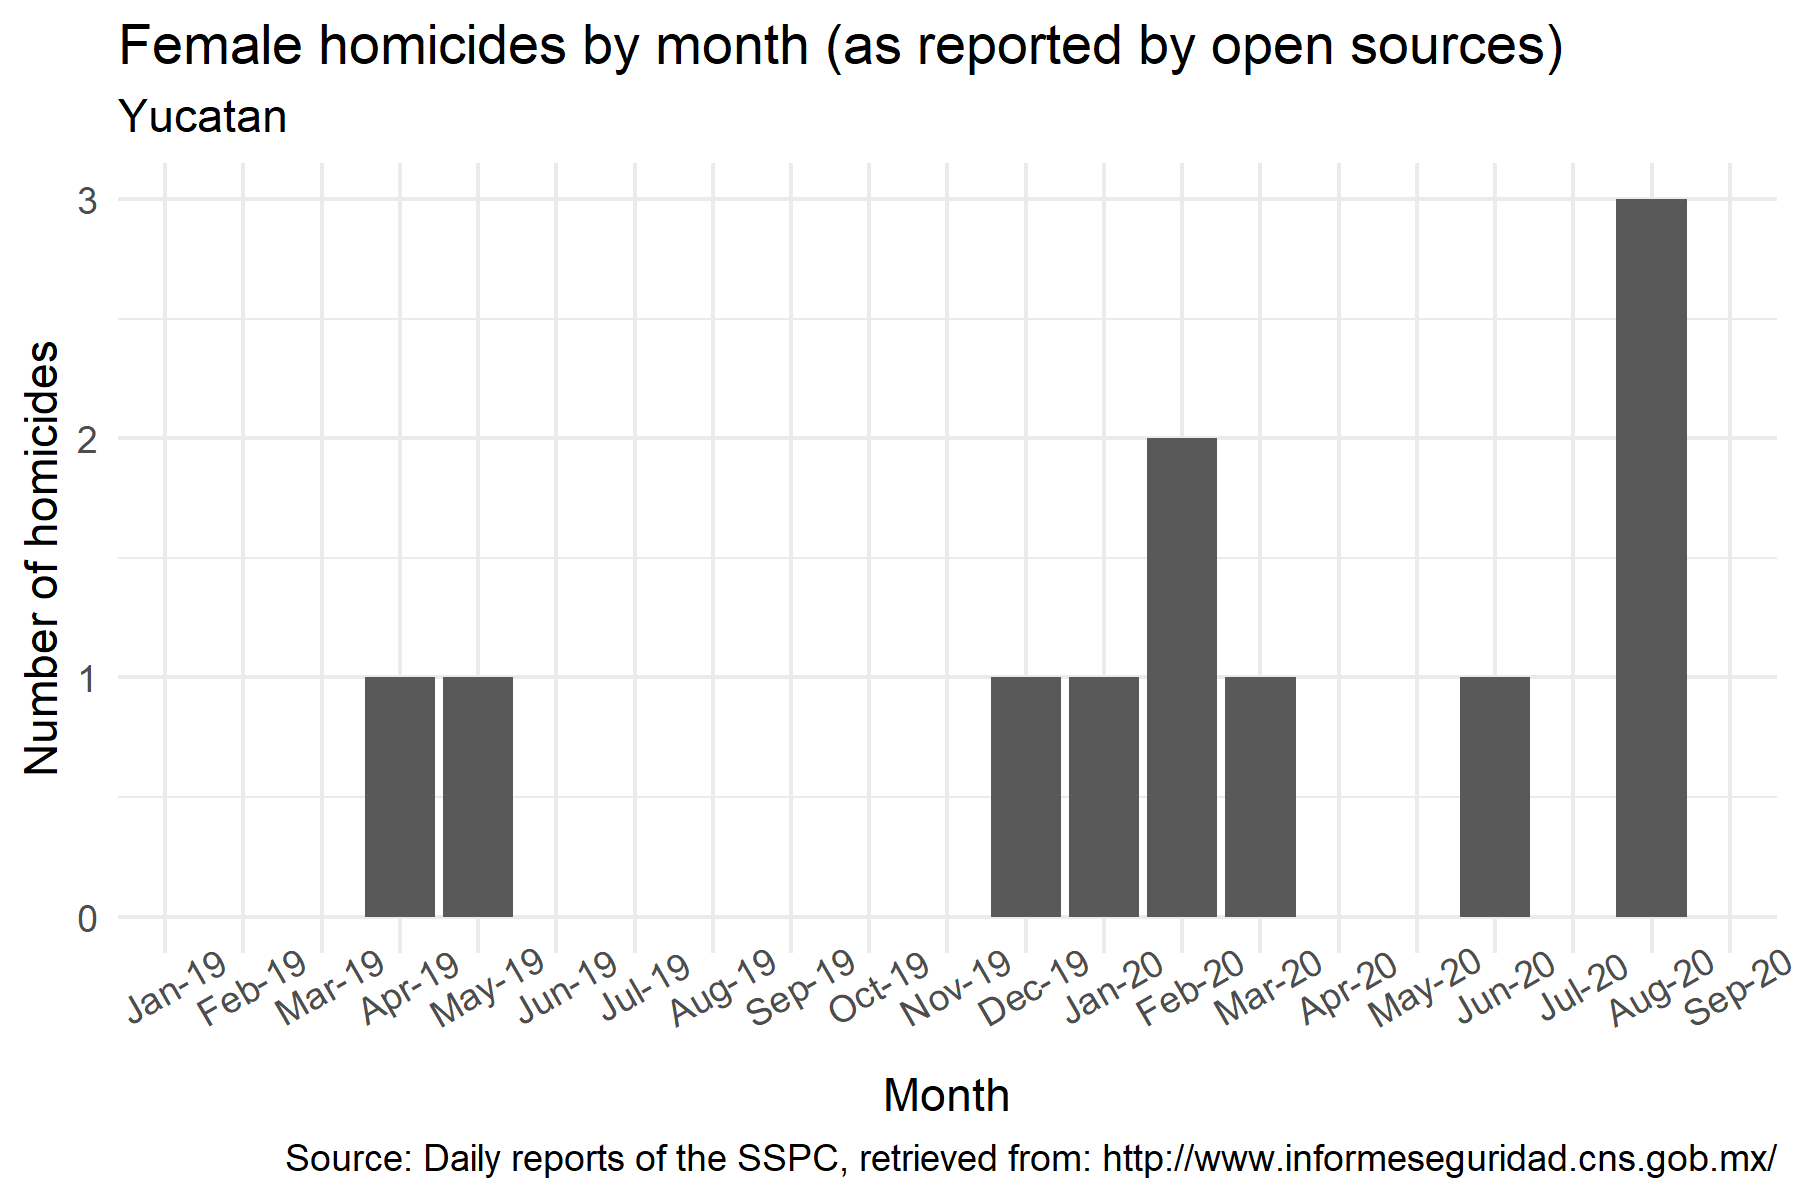 Female homicides by month (as reported by open sources)
Yucatan
Number of homicides
3
2
1
0
Jan-19 Feb-19 Mar-19 Apr-19 May-19 Jun-19 Jul-19 Aug-19 Sep-19 Oct-19 Nov-19 Dec-19 Jan-20 Feb-20 Mar-20 Apr-20 May-20 Jun-20 Jul-20 Aug-20 Sep-20
Month
Source: Daily reports of the SSPC, retrieved from: http://www.informeseguridad.cns.gob.mx/